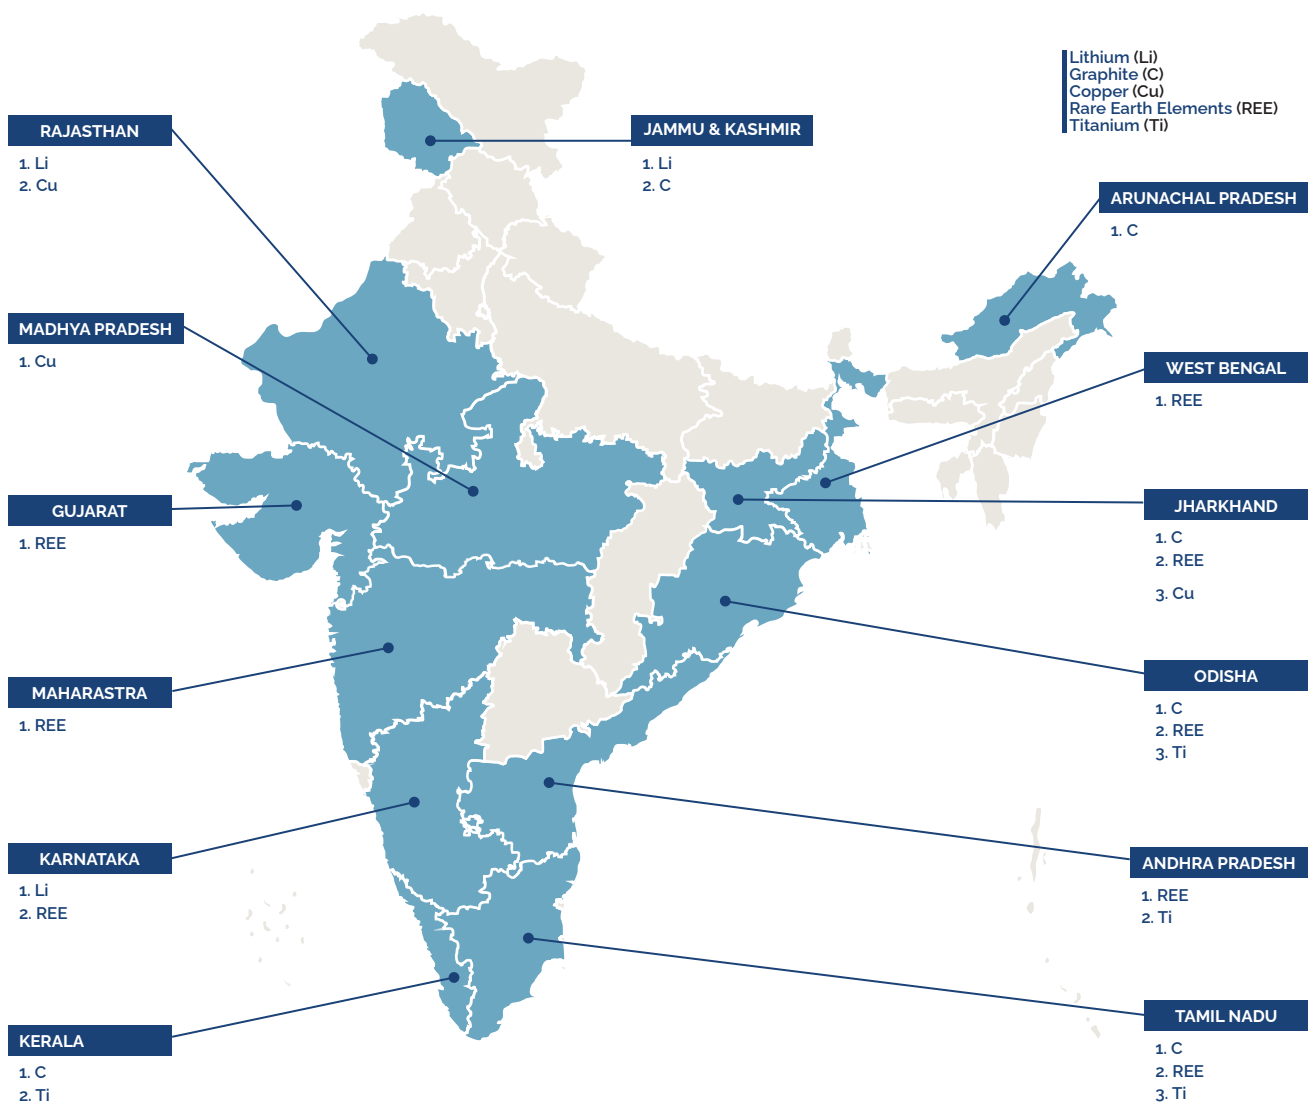 Lithium (Li)
Graphite (C)
Copper (Cu)
Rare Earth Elements (REE)
Titanium (Ti)
RAJASTHAN
1. Li
2. Cu
JAMMU & KASHMIR
1. Li
2. C
ARUNACHAL PRADESH
1. C
MADHYA PRADESH
1. Cu
WEST BENGAL
1. REE
GUJARAT
1. REE
JHARKHAND
1. C
2. REE
3. Cu
MAHARASTRA
1. REE
ODISHA
1. C
2. REE
3. Ti
KARNATAKA
1. Li
2. REE
ANDHRA PRADESH
1. REE
2. Ti
KERALA
1. C
2. Ti
TAMIL NADU
1. C
2. REE
3. Ti